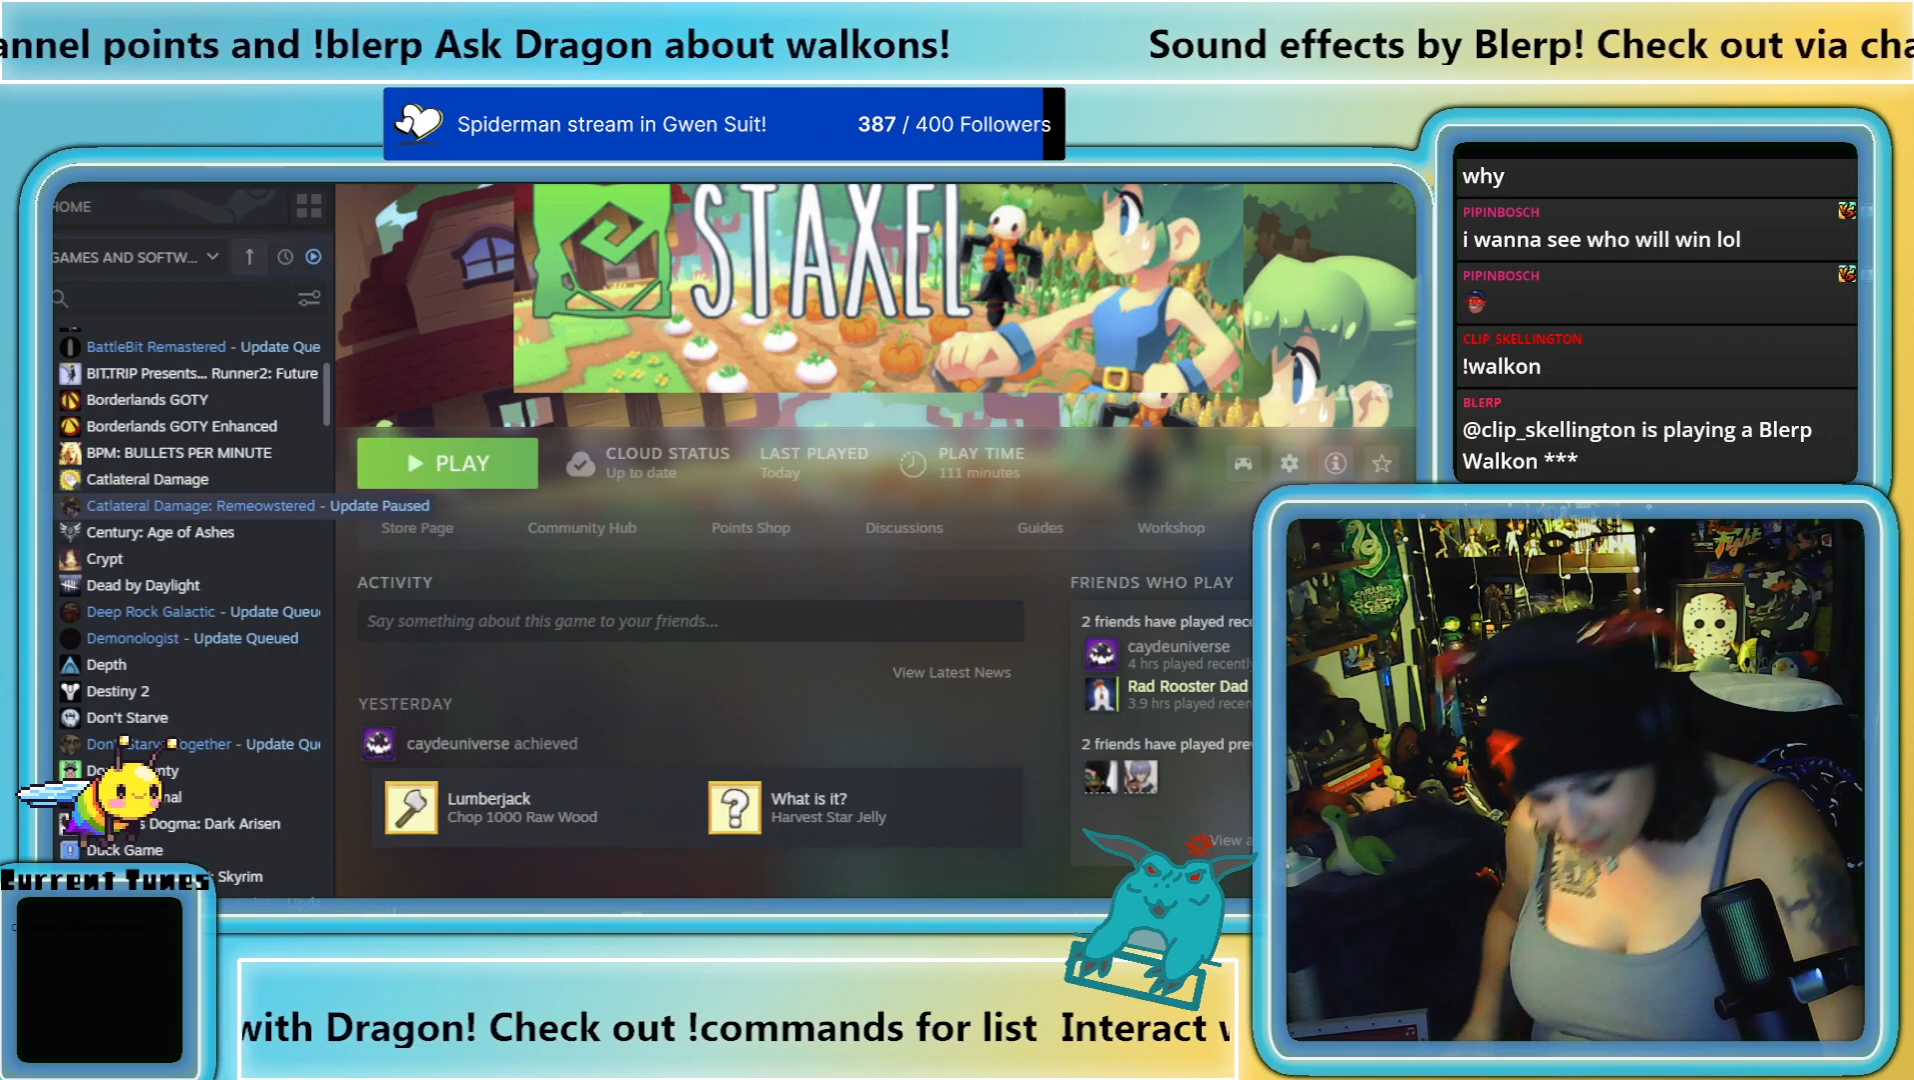 annel points and !blerp Ask Dragon about walkons!
Sound effects by Blerp! Check out via cha
Spiderman stream in Gwen Suit!
387 / 400 Followers
HOME
GAMES AND SOFTW...
BattleBit Remastered - Update Que
BIT.TRIP Presents... Runner2: Future
Borderlands GOTY
Borderlands GOTY Enhanced
BPM: BULLETS PER MINUTE
Catlateral Damage
Catlateral Damage: Remeowstered - Update Paused
Century: Age of Ashes
Crypt
Dead by Daylight
Deep Rock Galactic - Update Queu
Demonologist - Update Queued
Depth
Destiny 2
Don't Starve
Don't Starve Together - Update Qu
Dogma: Dark Arisen
Duck Game
Skyrim
STAXEL
PLAY
CLOUD STATUS
Up to date
LAST PLAYED
Today
PLAY TIME
111 minutes
Store Page
Community Hub
Points Shop
Discussions
Guides
Workshop
ACTIVITY
Say something about this game to your friends...
View Latest News
YESTERDAY
caydeuniverse achieved
Lumberjack
Chop 1000 Raw Wood
What is it?
Harvest Star Jelly
FRIENDS WHO PLAY
2 friends have played rece
caydeuniverse
4 hrs played recently
Rad Rooster Dad
3.9 hrs played recen
2 friends have played pre
View a
why
PIPINBOSCH
i wanna see who will win lol
PIPINBOSCH
CLIP_SKELLINGTON
!walkon
BLERP
@clip_skellington is playing a Blerp
Walkon ***
Current Tunes
with Dragon! Check out !commands for list
Interact